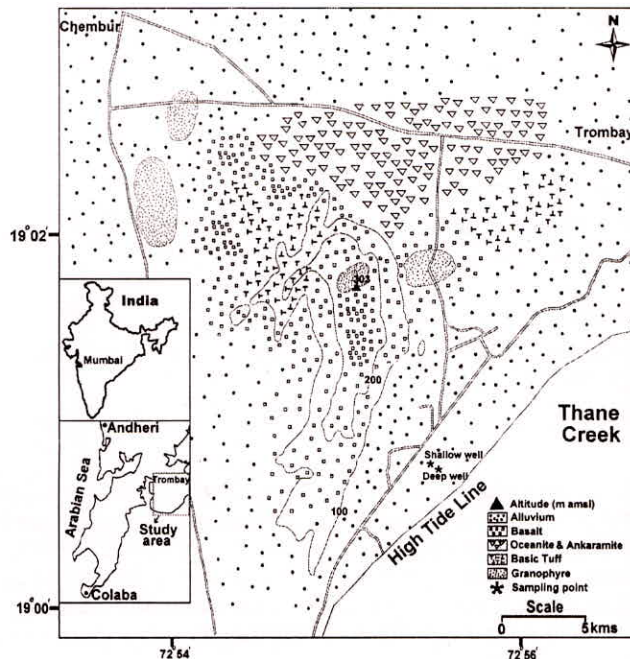 Chembur
N
Trombay
19°02'
303
India
Mumbai
200
Andheri
Arabian Sea
Trombay
Study
area
Colaba
Thane
Creek
Shallow well
Deep well
High Tide Line
100
Altitude (m amsl)
Alluvium
Basalt
Oceanite & Ankaramite
Basic Tuff
Granophyre
Sampling point
Scale
0 5kms
19°00'
72°54' 72°56'